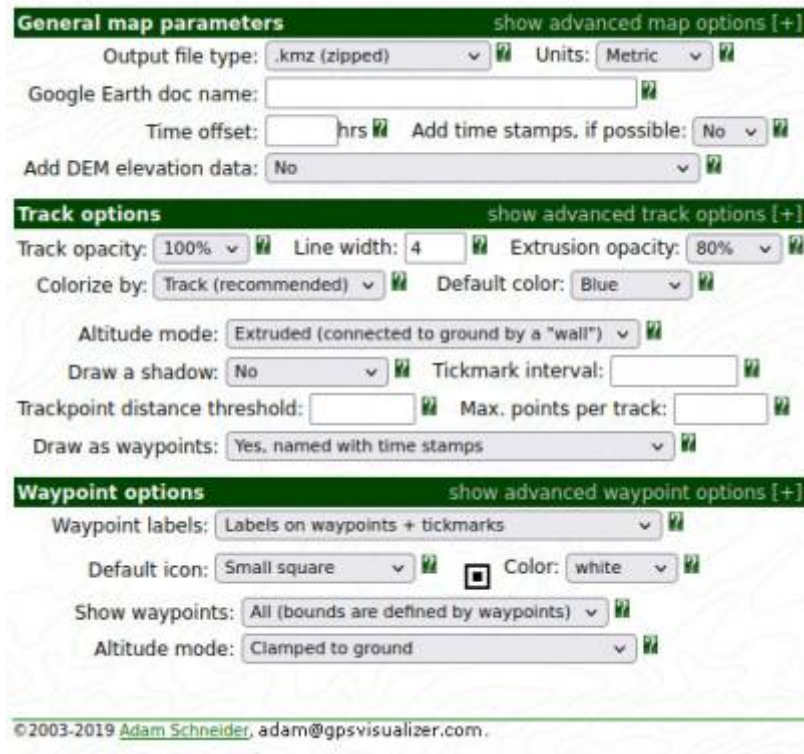 General map parameters show advanced map options [+]
Output file type: .kmz (zipped) Units: Metric
Google Earth doc name:
Time offset: hrs Add time stamps, if possible: No
Add DEM elevation data: No
Track options show advanced track options [+]
Track opacity: 100% Line width: 4 Extrusion opacity: 80%
Colorize by: Track (recommended) Default color: Blue
Altitude mode: Extruded (connected to ground by a "wall")
Draw a shadow: No Tickmark interval:
Trackpoint distance threshold: Max. points per track:
Draw as waypoints: Yes, named with time stamps
Waypoint options show advanced waypoint options [+]
Waypoint labels: Labels on waypoints + tickmarks
Default icon: Small square Color: white
Show waypoints: All (bounds are defined by waypoints)
Altitude mode: Clamped to ground
©2003-2019 Adam Schneider, adam@gpsvisualizer.com.